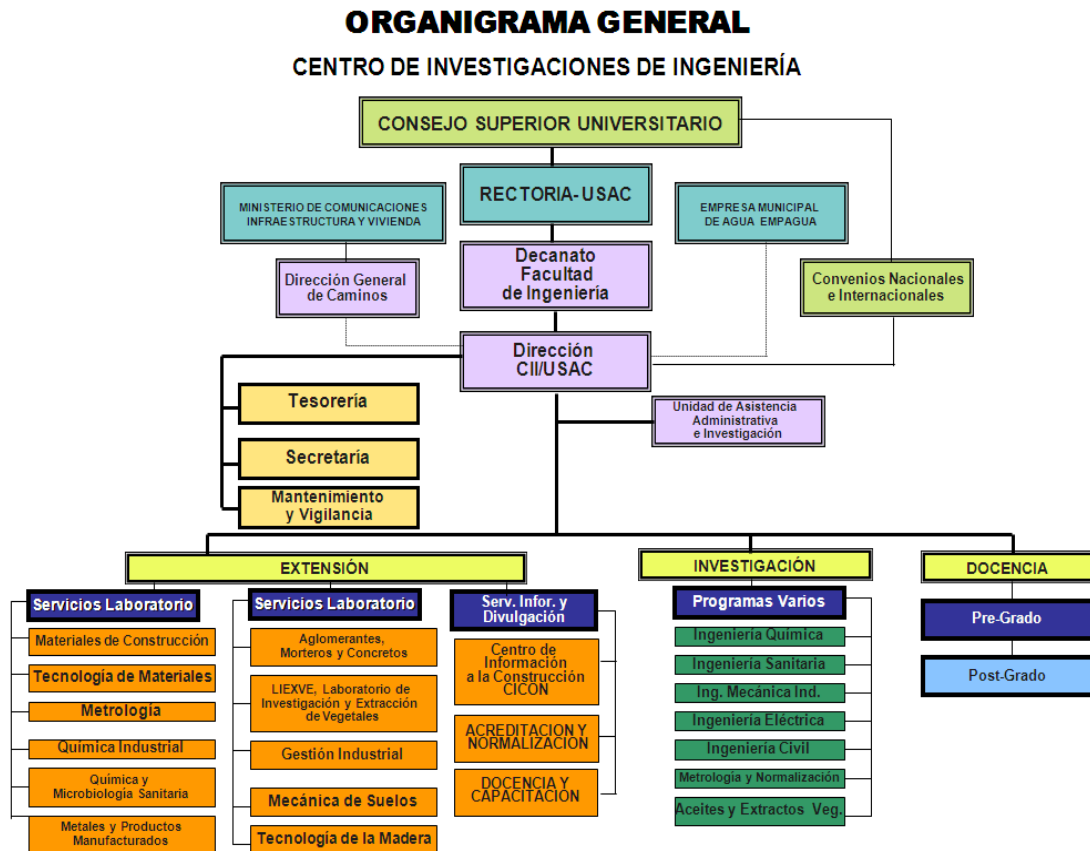 ORGANIGRAMA GENERAL
CENTRO DE INVESTIGACIONES DE INGENIERÍA
CONSEJO SUPERIOR UNIVERSITARIO
RECTORIA- USAC
MINISTERIO DE COMUNICACIONES
INFRAESTRUCTURA Y VIVIENDA
EMPRESA MUNICIPAL
DE AGUA EMPAGUA
Decanato
Facultad
de Ingeniería
Dirección General
de Caminos
Convenios Nacionales
e Internacionales
Dirección
CII/USAC
Tesorería
Unidad de Asistencia
Administrativa
e Investigación
Secretaría
Mantenimiento
y Vigilancia
EXTENSIÓN
INVESTIGACIÓN
DOCENCIA
Servicios Laboratorio
Materiales de Construcción
Tecnología de Materiales
Metrología
Química Industrial
Química y
Microbiología Sanitaria
Metales y Productos
Manufacturados
Servicios Laboratorio
Aglomerantes,
Morteros y Concretos
LIEXVE, Laboratorio de
Investigación y Extracción
de Vegetales
Gestión Industrial
Mecánica de Suelos
Tecnología de la Madera
Serv. Infor. y
Divulgación
Centro de
Información
a la Construcción
CICON
ACREDITACION Y
NORMALIZACIÓN
DOCENCIA Y
CAPACITACIÓN
Programas Varios
Ingeniería Química
Ingeniería Sanitaria
Ing. Mecánica Ind.
Ingeniería Eléctrica
Ingeniería Civil
Metrología y Normalización
Aceites y Extractos Veg.
Pre-Grado
Post-Grado